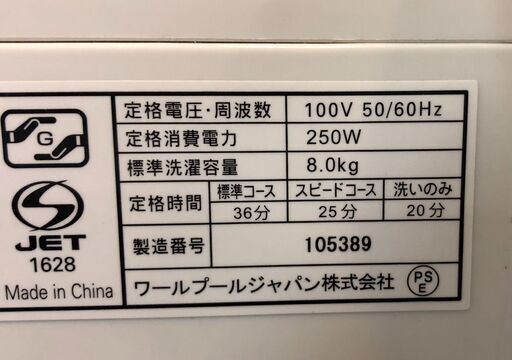 G
JET
1628
Made in China
定格電圧・周波数 100V 50/60Hz
定格消費電力 250W
標準洗濯容量 8.0kg
定格時間 標準コース スピードコース 洗いのみ
36分 25分 20分
製造番号 105389
ワールプールジャパン株式会社 PS
E